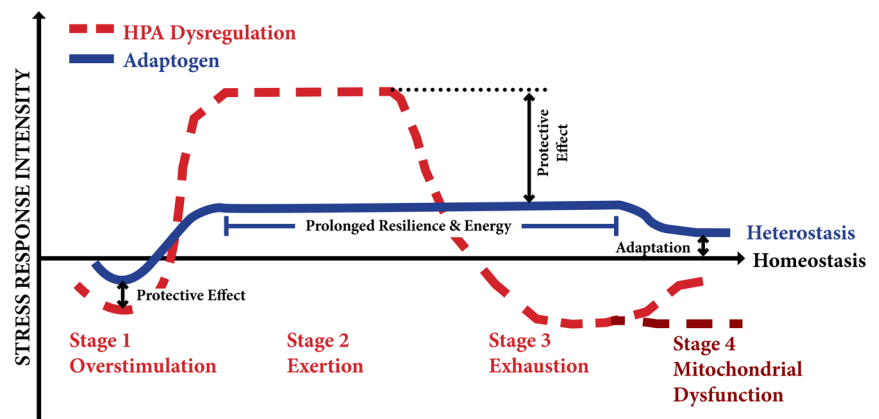 HPA Dysregulation
Adaptogen
STRESS RESPONSE INTENSITY
Protective
Effect
Prolonged Resilience & Energy
Adaptation
Heterostasis
Homeostasis
Protective Effect
Stage 1
Overstimulation
Stage 2
Exertion
Stage 3
Exhaustion
Stage 4
Mitochondrial
Dysfunction